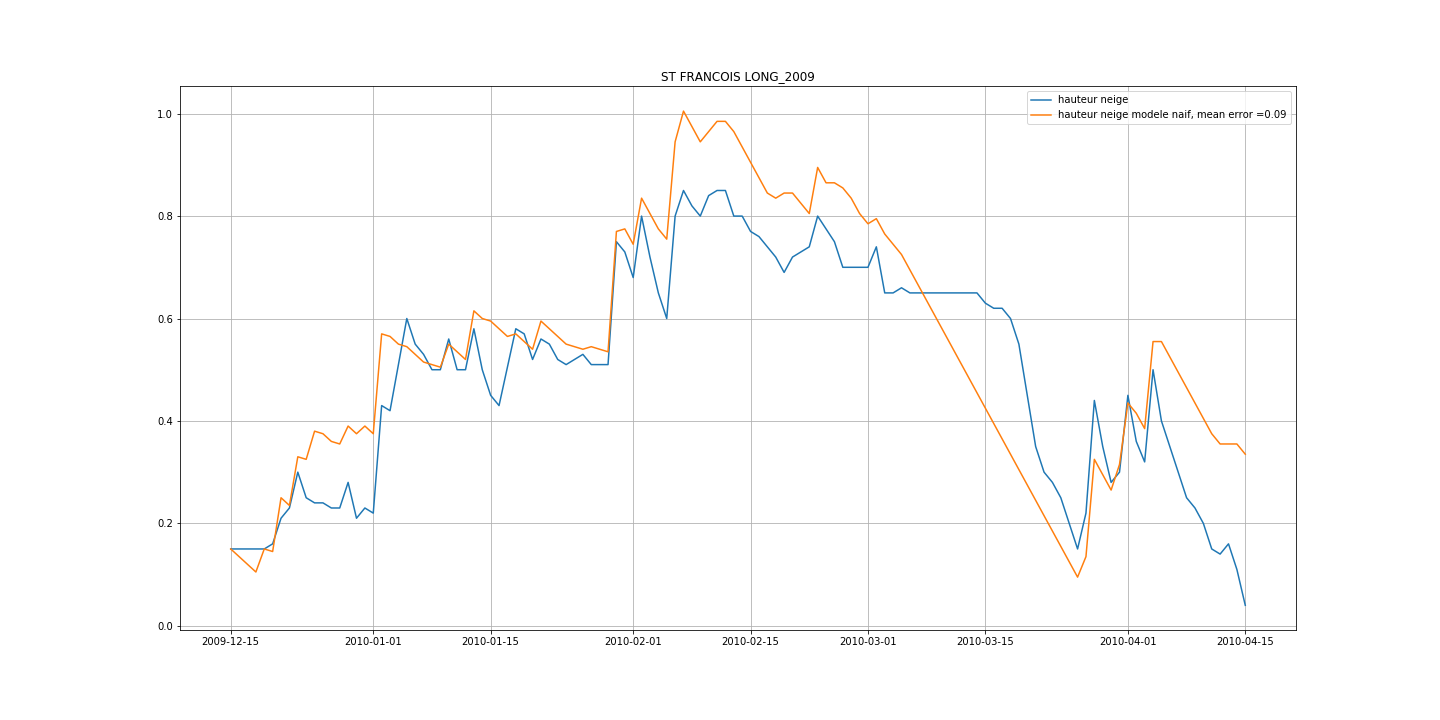 ST FRANCOIS LONG_2009
hauteur neige
hauteur neige modele naif, mean error =0.09
1.0
0.8
0.6
0.4
0.2
0.0
2009-12-15 2010-01-01 2010-01-15 2010-02-01 2010-02-15 2010-03-01 2010-03-15 2010-04-01 2010-04-15